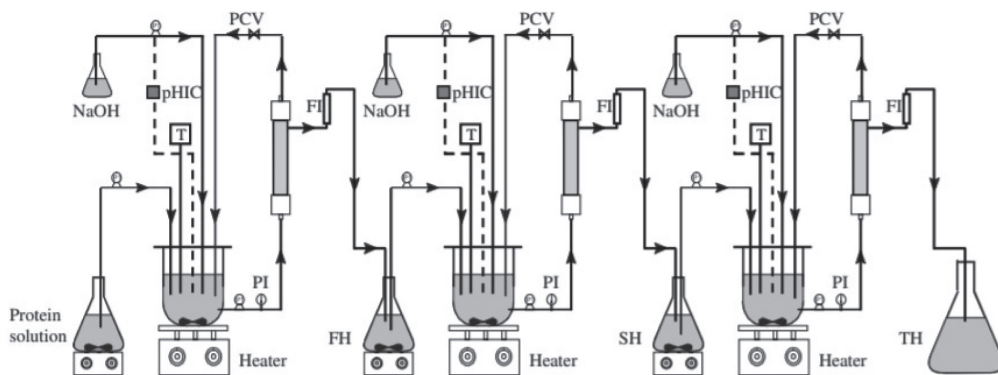 PCV
PCV
PCV
P
P
P
NaOH
pHIC
FI
NaOH
pHIC
FI
NaOH
pHIC
FI
T
T
T
P
P
P
Protein
solution
P
PI
P
PI
P
PI
Heater
FH
Heater
SH
Heater
TH